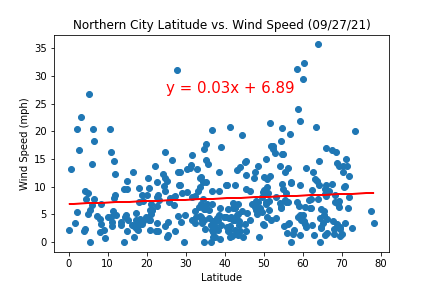 Northern City Latitude vs. Wind Speed (09/27/21)
35
30
25
20
15
10
5
0
Wind Speed (mph)
y = 0.03x + 6.89
0 10 20 30 40 50 60 70 80
Latitude